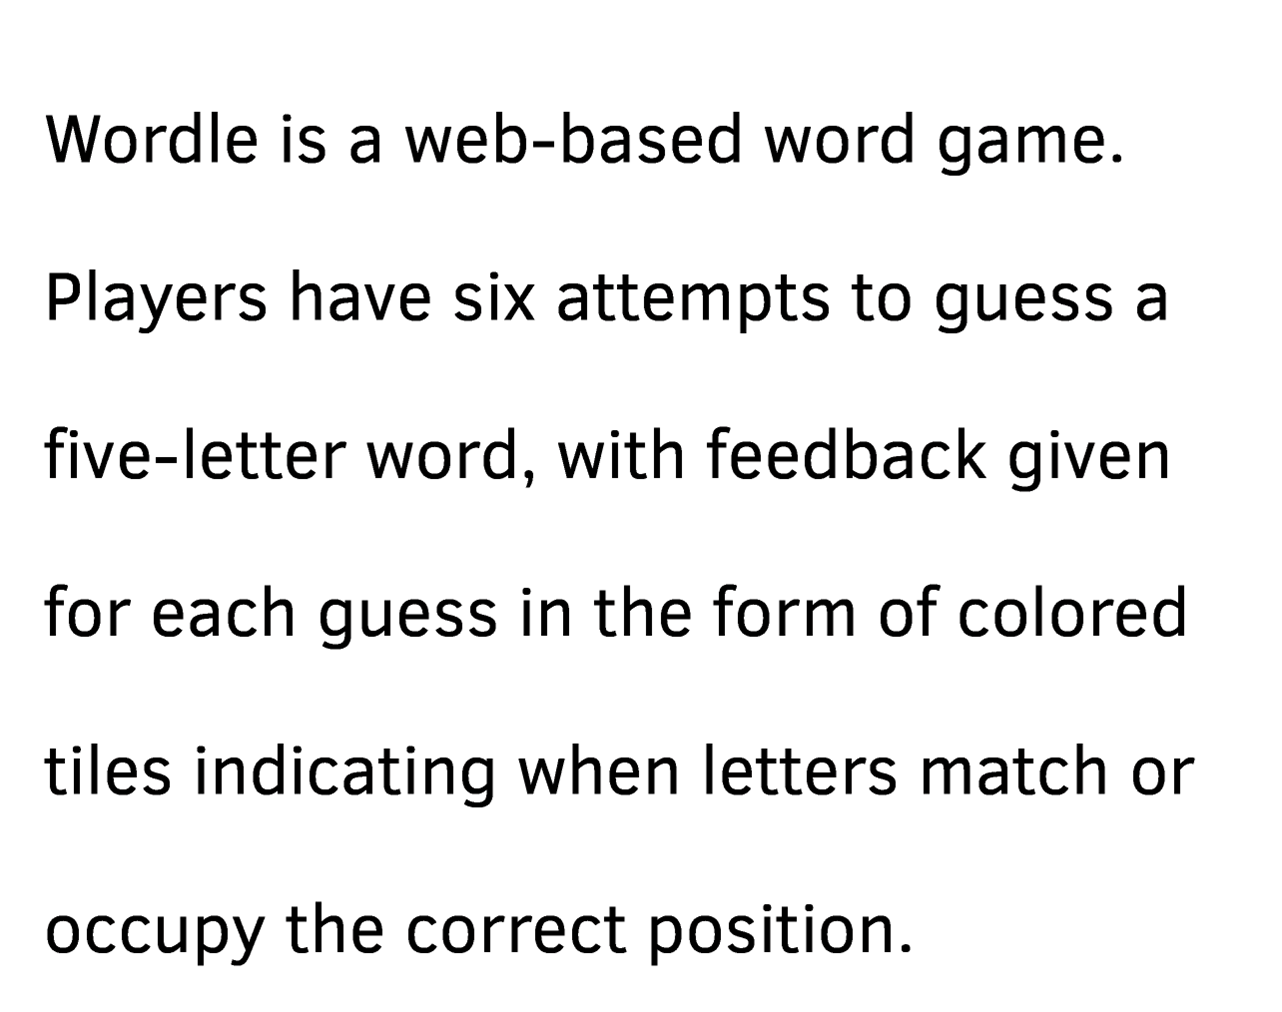 Wordle is a web-based word game.
Players have six attempts to guess a
five-letter word, with feedback given
for each guess in the form of colored
tiles indicating when letters match or
occupy the correct position.